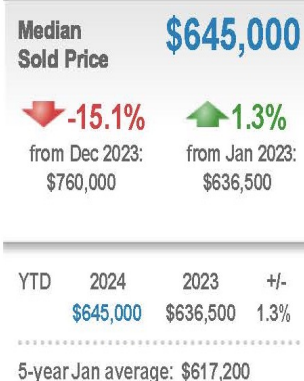 Median $645,000
Sold Price
-15.1% 1.3%
from Dec 2023: from Jan 2023:
$760,000 $636,500
YTD 2024 2023 +/-
$645,000 $636,500 1.3%
5-year Jan average: $617,200